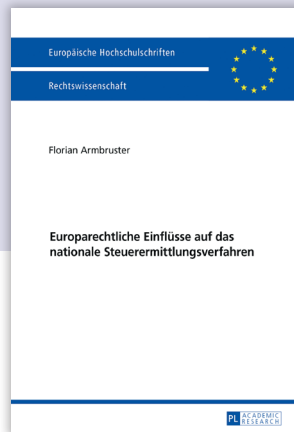 Europäische Hochschulschriften
Rechtswissenschaft
Florian Armbruster
Europarechtliche Einflüsse auf das
nationale Steuerermittlungsverfahren
PL ACADEMIC
RESEARCH